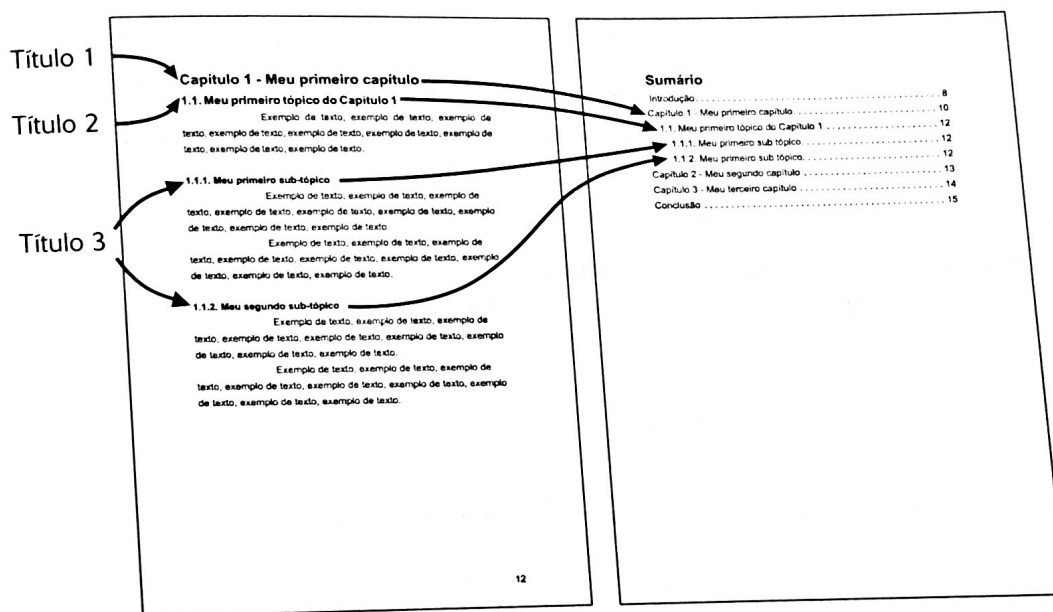 Título 1
Título 2
Título 3
Capítulo 1 - Meu primeiro capítulo
1.1. Meu primeiro tópico do Capítulo 1
Exemplo de texto, exemplo de texto, exemplo de
texto, exemplo de texto, exemplo de texto, exemplo de texto, exemplo de
texto, exemplo de texto, exemplo de texto.
1.1.1. Meu primeiro sub-tópico
Exemplo de texto, exemplo de texto, exemplo de
texto, exemplo de texto, exemplo de texto, exemplo de texto, exemplo
de texto, exemplo de texto, exemplo de texto
Exemplo de texto, exemplo de texto, exemplo de
texto, exemplo de texto, exemplo de texto, exemplo de texto, exemplo
de texto, exemplo de texto, exemplo de texto.
1.1.2. Meu segundo sub-tópico
Exemplo de texto, exemplo de texto, exemplo de
texto, exemplo de texto, exemplo de texto, exemplo de texto, exemplo
de texto, exemplo de texto, exemplo de texto.
Exemplo de texto, exemplo de texto, exemplo de
texto, exemplo de texto, exemplo de texto, exemplo de texto, exemplo
de texto, exemplo de texto, exemplo de texto.
12
Sumário
Introdução . . . . . . . . 8
Capítulo 1 - Meu primeiro capítulo . . . . . . . . 10
1.1. Meu primeiro tópico do Capítulo 1 . . . . . . . . 12
1.1.1. Meu primeiro sub tópico . . . . . . . . 12
1.1.2. Meu primeiro sub tópico . . . . . . . . 12
Capítulo 2 - Meu segundo capítulo . . . . . . . . 13
Capítulo 3 - Meu terceiro capítulo . . . . . . . . 14
Conclusão . . . . . . . . 15